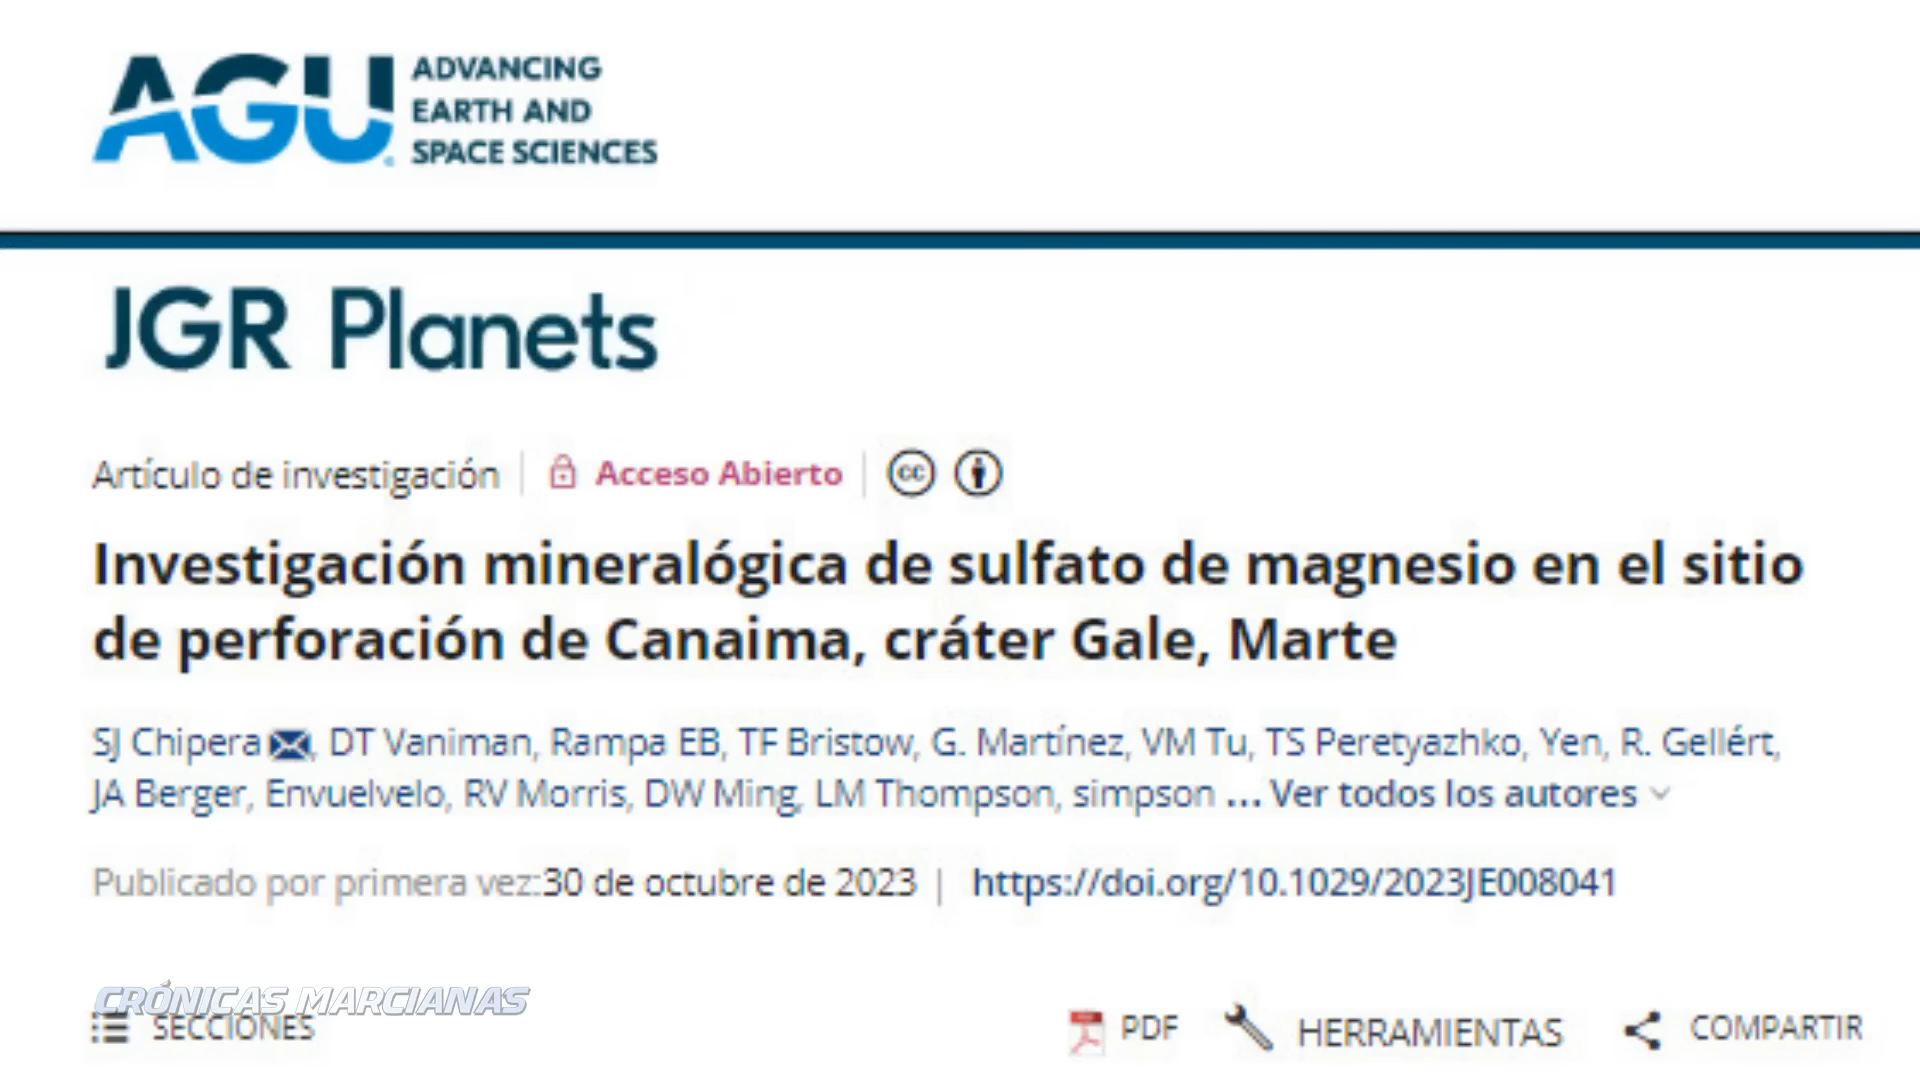 AGU
ADVANCING
EARTH AND
SPACE SCIENCES
JGR Planets
Artículo de investigación Acceso Abierto cc
Investigación mineralógica de sulfato de magnesio en el sitio
de perforación de Canaima, cráter Gale, Marte
SJ Chipera, DT Vaniman, Rampa EB, TF Bristow, G. Martínez, VM Tu, TS Peretyazhko, Yen, R. Gellért,
JA Berger, Envuelvelo, RV Morris, DW Ming, LM Thompson, simpson ... Ver todos los autores
Publicado por primera vez:30 de octubre de 2023 | https://doi.org/10.1029/2023JE008041
CRÓNICAS MARCIANAS
SECCIONES PDF HERRAMIENTAS COMPARTIR